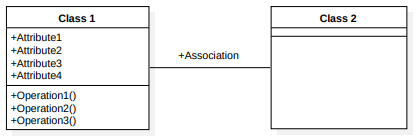 Class 1
+Attribute1
+Attribute2
+Attribute3
+Attribute4
+Operation1()
+Operation2()
+Operation3()
+Association
Class 2